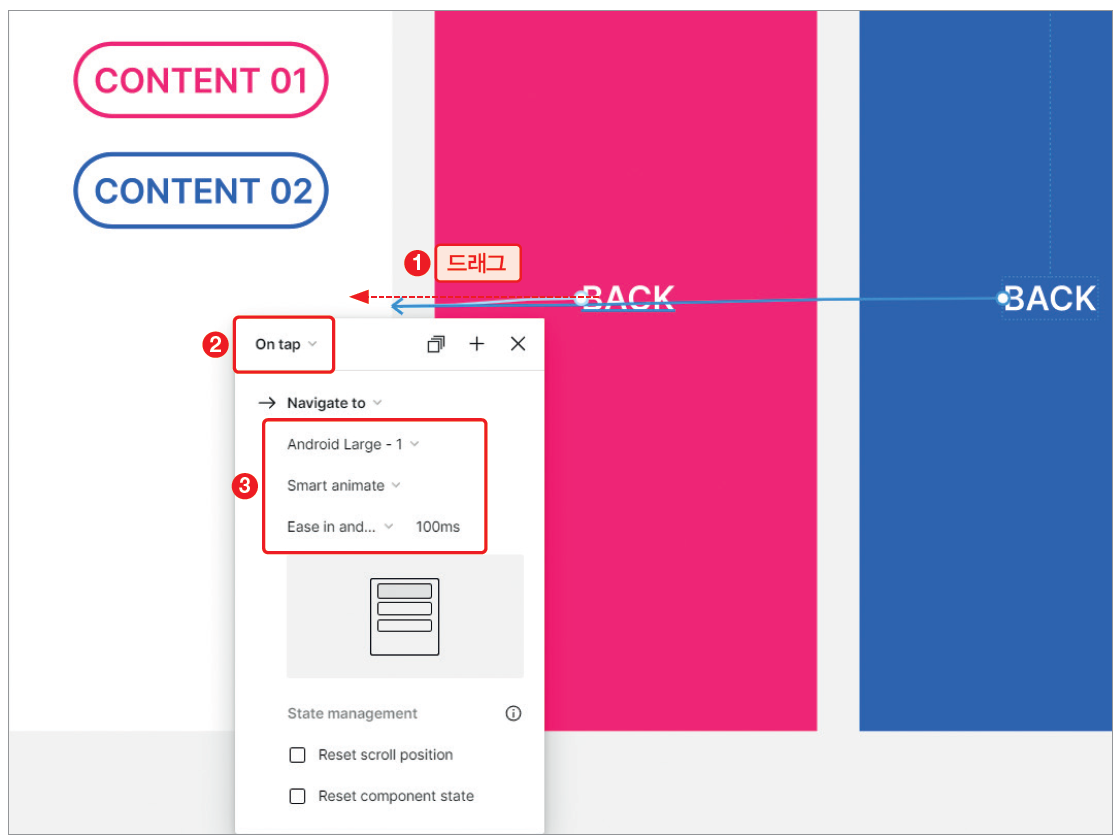 CONTENT 01
CONTENT 02
1 드래그
BACK
BACK
2 On tap
Navigate to
3 Android Large - 1
Smart animate
Ease in and... 100ms
State management
Reset scroll position
Reset component state